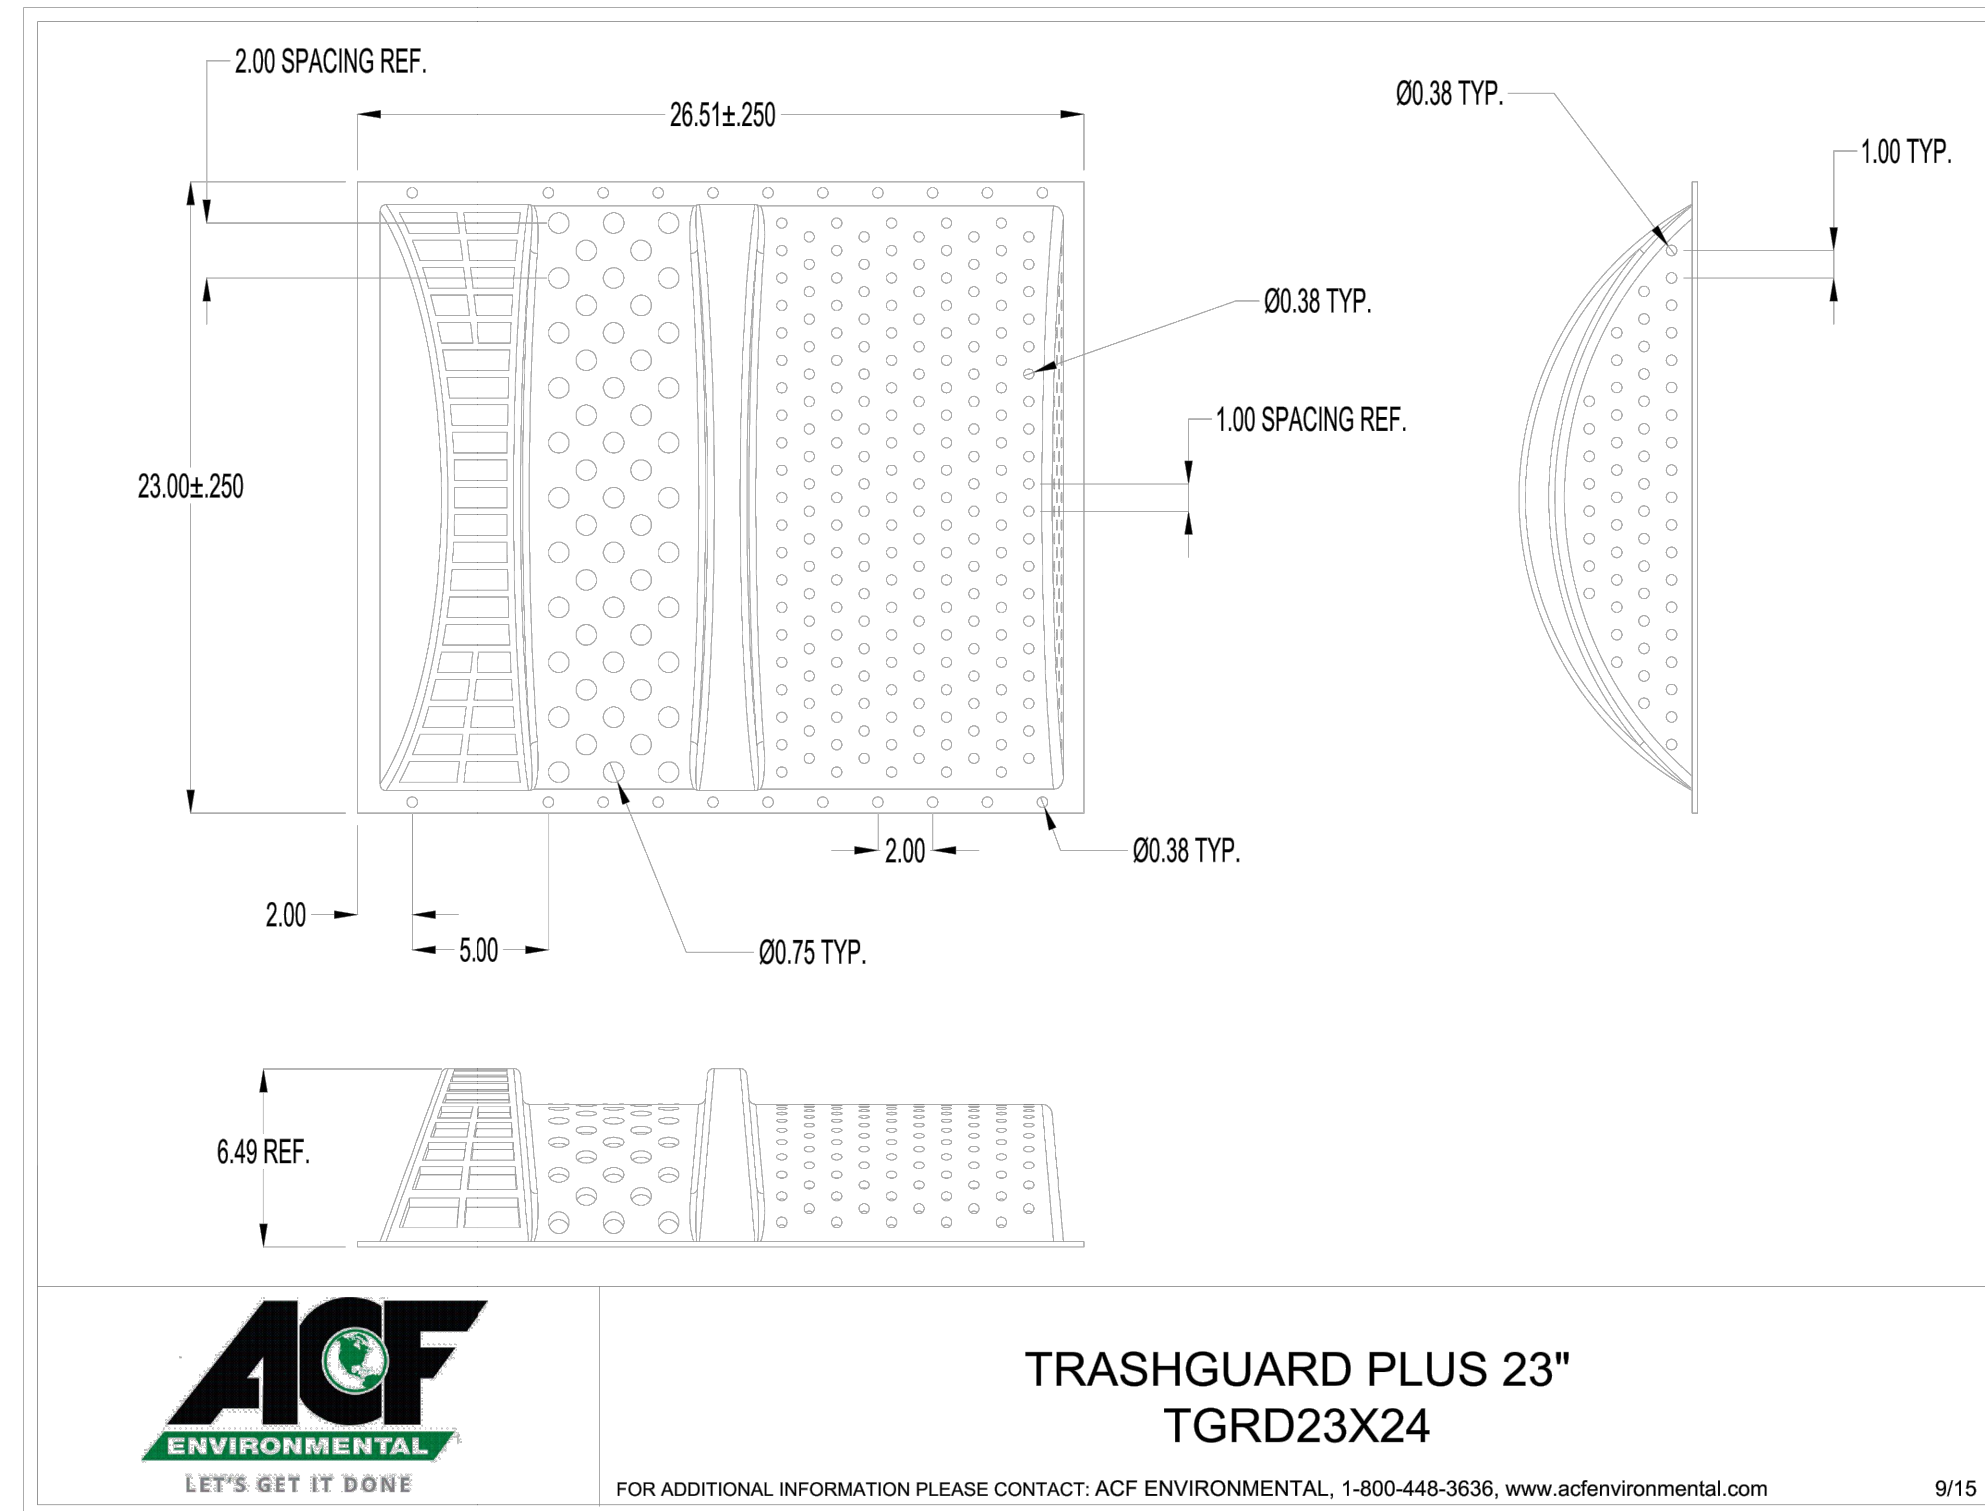 2.00 SPACING REF.
26.51±.250
Ø0.38 TYP.
1.00 TYP.
Ø0.38 TYP.
1.00 SPACING REF.
23.00±.250
2.00
Ø0.38 TYP.
2.00
5.00
Ø0.75 TYP.
6.49 REF.
ACF
ENVIRONMENTAL
LET'S GET IT DONE
TRASHGUARD PLUS 23"
TGRD23X24
FOR ADDITIONAL INFORMATION PLEASE CONTACT: ACF ENVIRONMENTAL, 1-800-448-3636, www.acfenvironmental.com
9/15